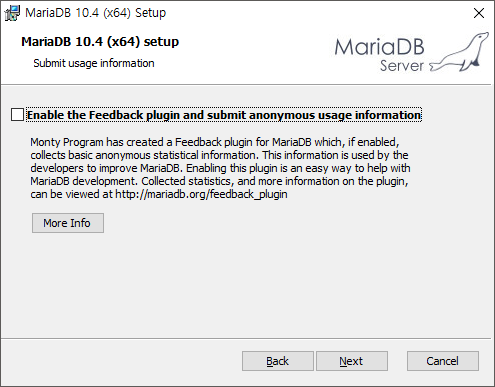 MariaDB 10.4 (x64) Setup
MariaDB 10.4 (x64) setup
Submit usage information
MariaDB
Server
Enable the Feedback plugin and submit anonymous usage information
Monty Program has created a Feedback plugin for MariaDB which, if enabled,
collects basic anonymous statistical information. This information is used by the
developers to improve MariaDB. Enabling this plugin is an easy way to help with
MariaDB development. Collected statistics, and more information on the plugin,
can be viewed at http://mariadb.org/feedback_plugin
More Info
Back
Next
Cancel